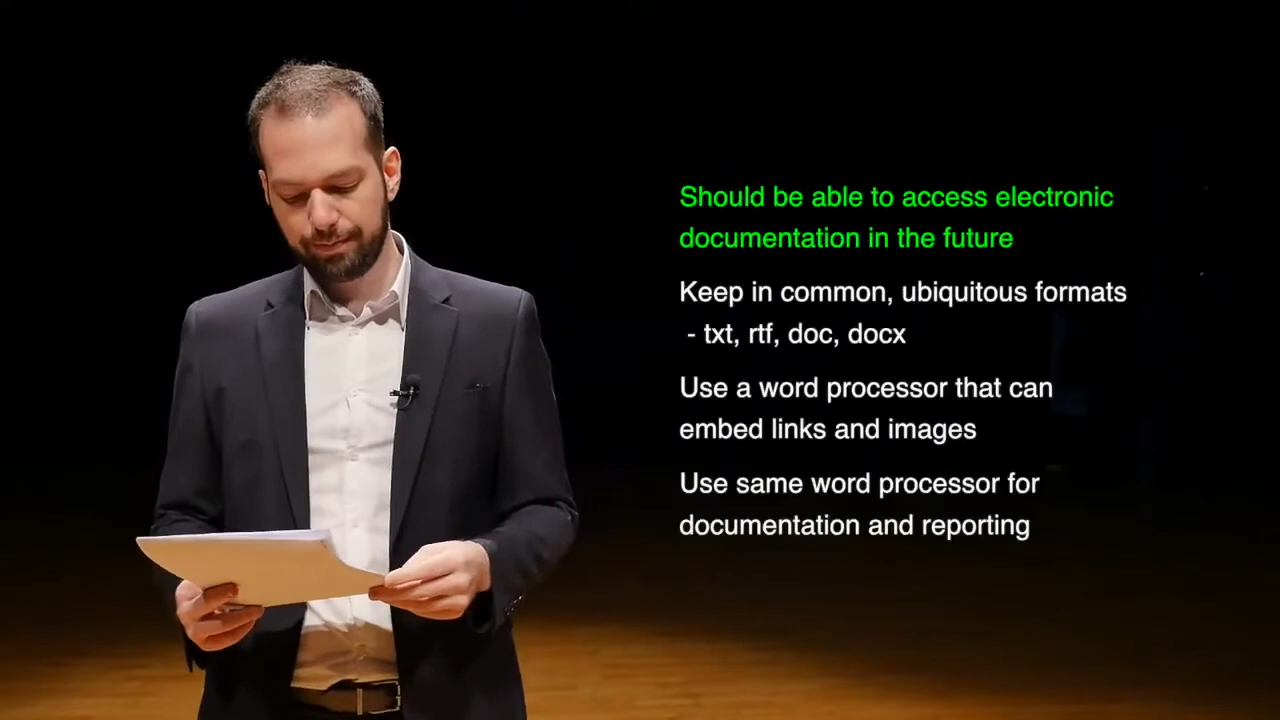 Should be able to access electronic
documentation in the future
Keep in common, ubiquitous formats
- txt, rtf, doc, docx
Use a word processor that can
embed links and images
Use same word processor for
documentation and reporting